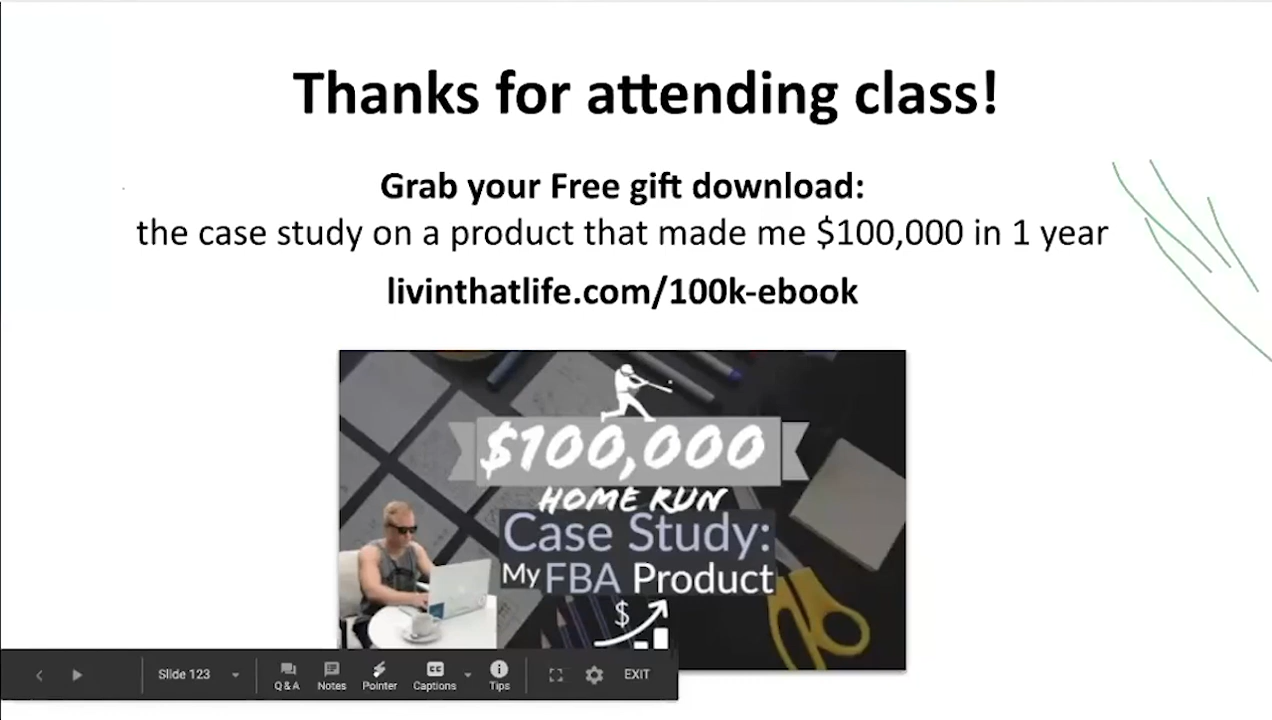 Thanks for attending class!
Grab your Free gift download:
the case study on a product that made me $100,000 in 1 year
livinthatlife.com/100k-ebook
$100,000
HOME RUN
Case Study:
My FBA Product
$
Slide 123
Q&A
Notes
Pointer
CC
Captions
Tips
EXIT